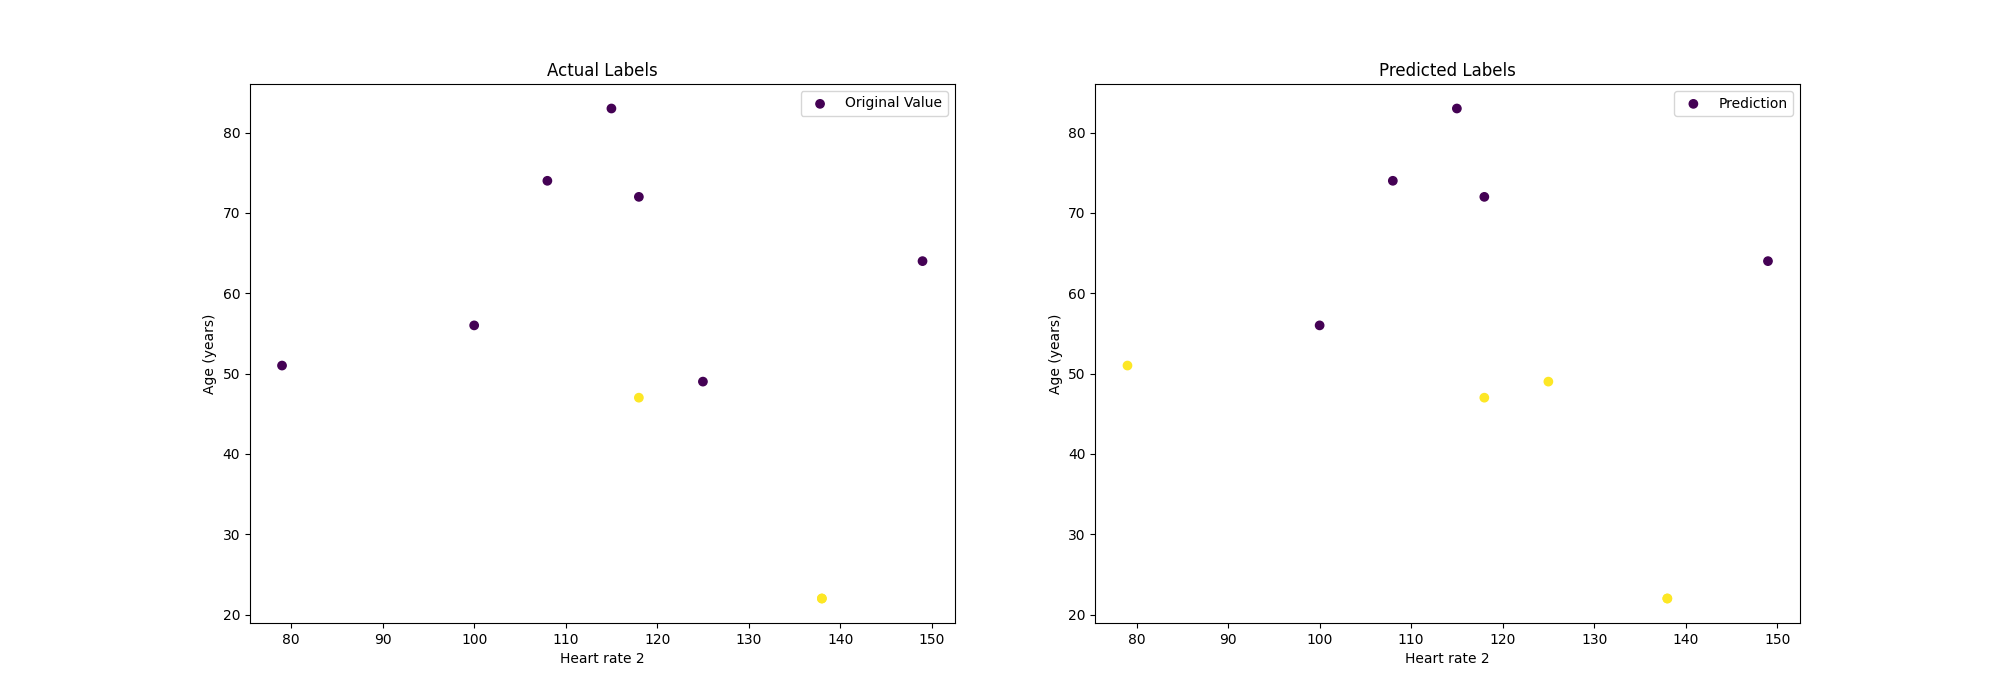 Actual Labels
Original Value
80
70
60
50
40
30
20
Age (years)
80 90 100 110 120 130 140 150
Heart rate 2
Predicted Labels
Prediction
80
70
60
50
40
30
20
Age (years)
80 90 100 110 120 130 140 150
Heart rate 2